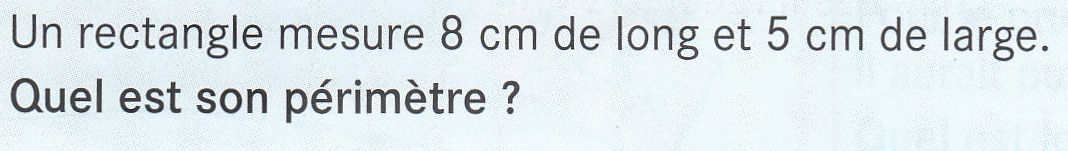 Un rectangle mesure 8 cm de long et 5 cm de large.
Quel est son périmètre ?